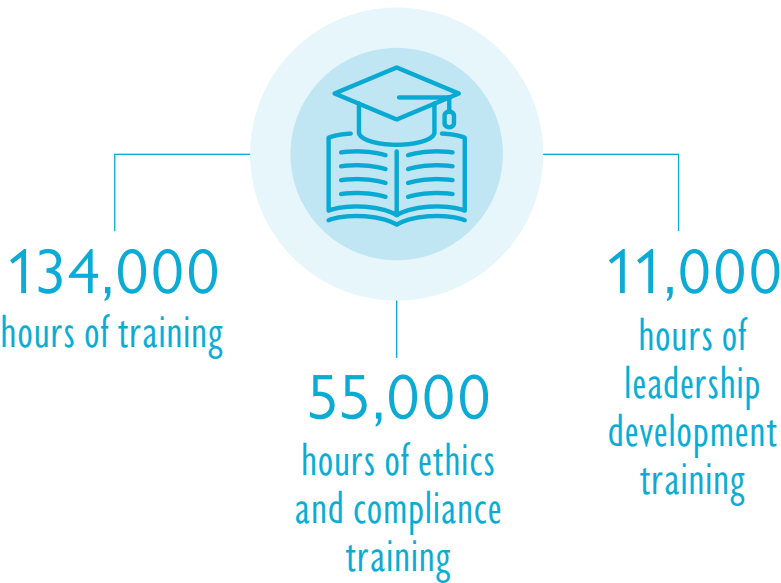 134,000
hours of training
55,000
hours of ethics
and compliance
training
11,000
hours of
leadership
development
training